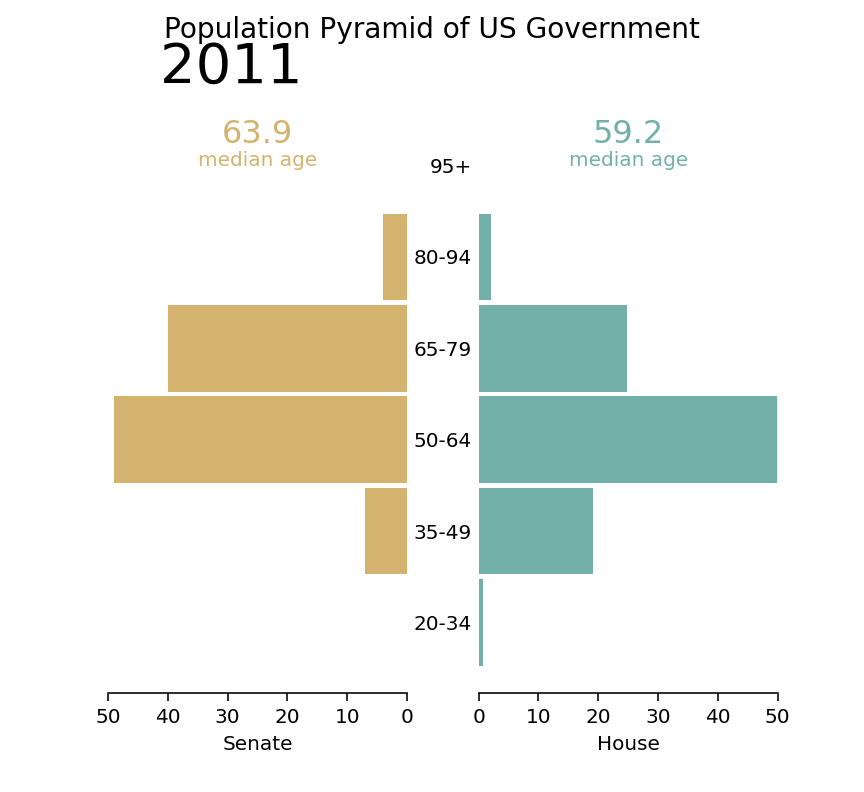 Population Pyramid of US Government
2011
63.9
median age
59.2
median age
95+
80-94
65-79
50-64
35-49
20-34
50 40 30 20 10 0
0 10 20 30 40 50
Senate
House